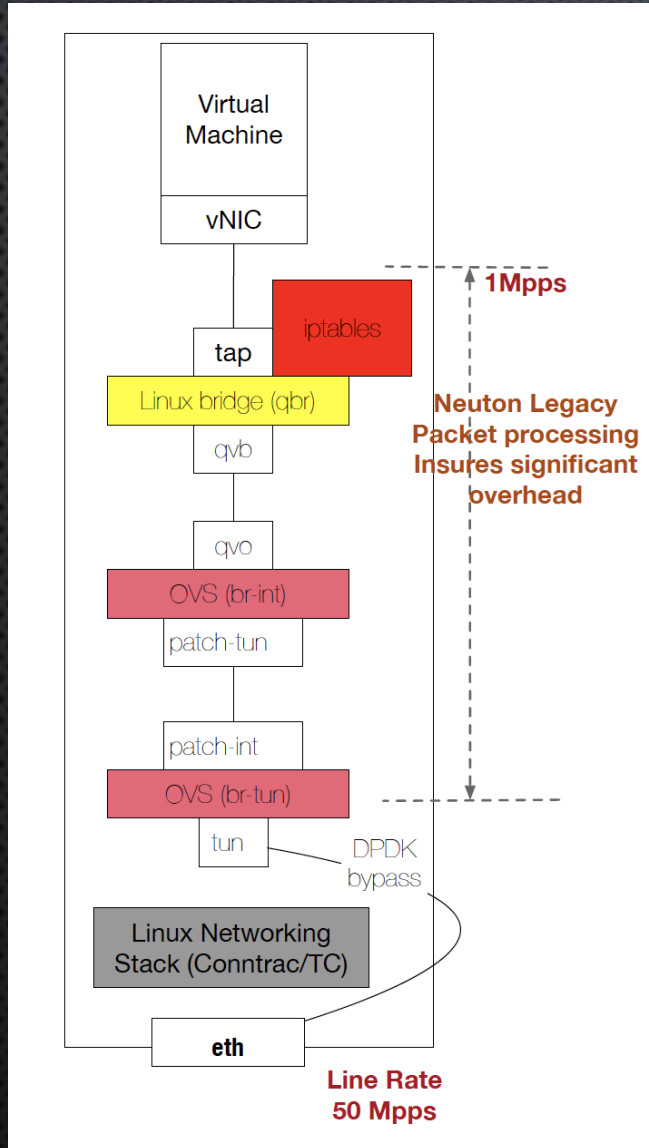 Virtual
Machine
vNIC
1Mpps
iptables
tap
Linux bridge (qbr)
Neuton Legacy
Packet processing
Insures significant
overhead
qvb
qvo
OVS (br-int)
patch-tun
patch-int
OVS (br-tun)
tun
DPDK
bypass
Linux Networking
Stack (Conntrac/TC)
eth
Line Rate
50 Mpps